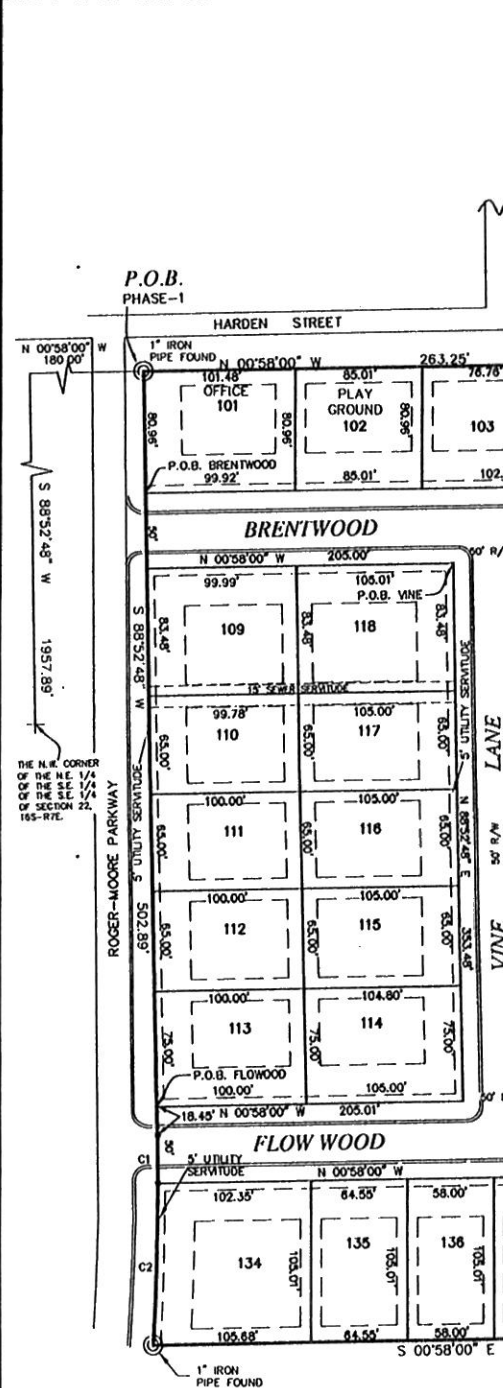 P.O.B.
PHASE-1
HARDEN STREET
N 00°58'00" W
180.00'
1" IRON
PIPE FOUND
N 00°58'00" W
263.25'
101.48'
OFFICE
101
80.96'
80.96'
85.01'
PLAY
GROUND
102
80.96'
76.76'
103
P.O.B. BRENTWOOD
99.92'
85.01'
102.
50'
BRENTWOOD
N 00°58'00" W
205.00'
S 88°52'48" W 1957.89'
THE N.W. CORNER
OF THE N.E. 1/4
OF THE S.E. 1/4
OF THE S.E. 1/4
OF SECTION 22,
16S-R7E.
ROGER-MOORE PARKWAY
5' UTILITY SERVITUDE
S 88°52'48" W
502.89'
99.99'
105.01'
P.O.B. VINE
83.48'
109
83.48'
118
83.48'
15' SEWER SERVITUDE
99.78'
105.00'
65.00'
110
65.00'
117
65.00'
100.00'
105.00'
65.00'
111
65.00'
116
65.00'
100.00'
105.00'
65.00'
112
65.00'
115
65.00'
100.00'
104.80'
75.00'
113
75.00'
114
75.00'
5' UTILITY SERVITUDE
N 88°52'48" E
353.48'
VINE LANE
50' R/W
P.O.B. FLOWOOD
100.00'
105.00'
18.45'
N 00°58'00" W
205.01'
FLOW WOOD
C1
5' UTILITY
SERVITUDE
N 00°58'00" W
102.35'
64.55'
58.00'
C2
134
105.01'
135
105.01'
136
105.01'
105.68'
64.55'
58.00'
S 00°58'00" E
1" IRON
PIPE FOUND